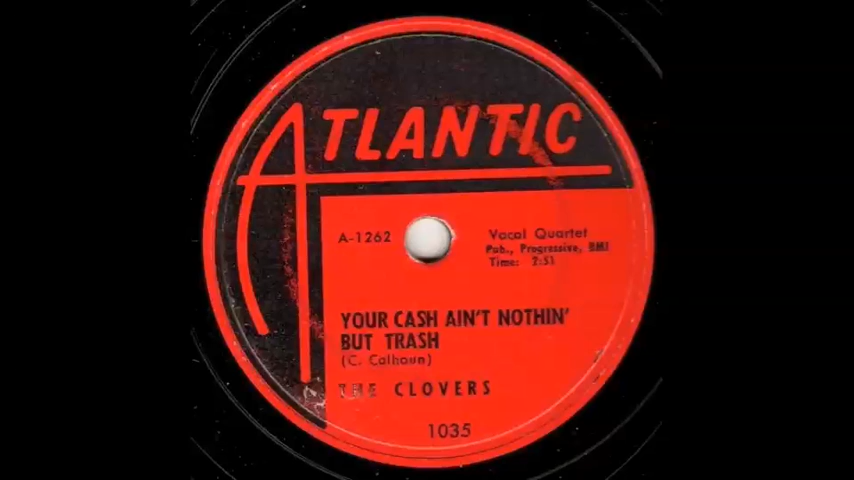 ATLANTIC
A-1262
Vocal Quartet
Pub., Progressive, BMI
Time: 2:51
YOUR CASH AIN'T NOTHIN'
BUT TRASH
(C. Calhoun)
THE CLOVERS
1035